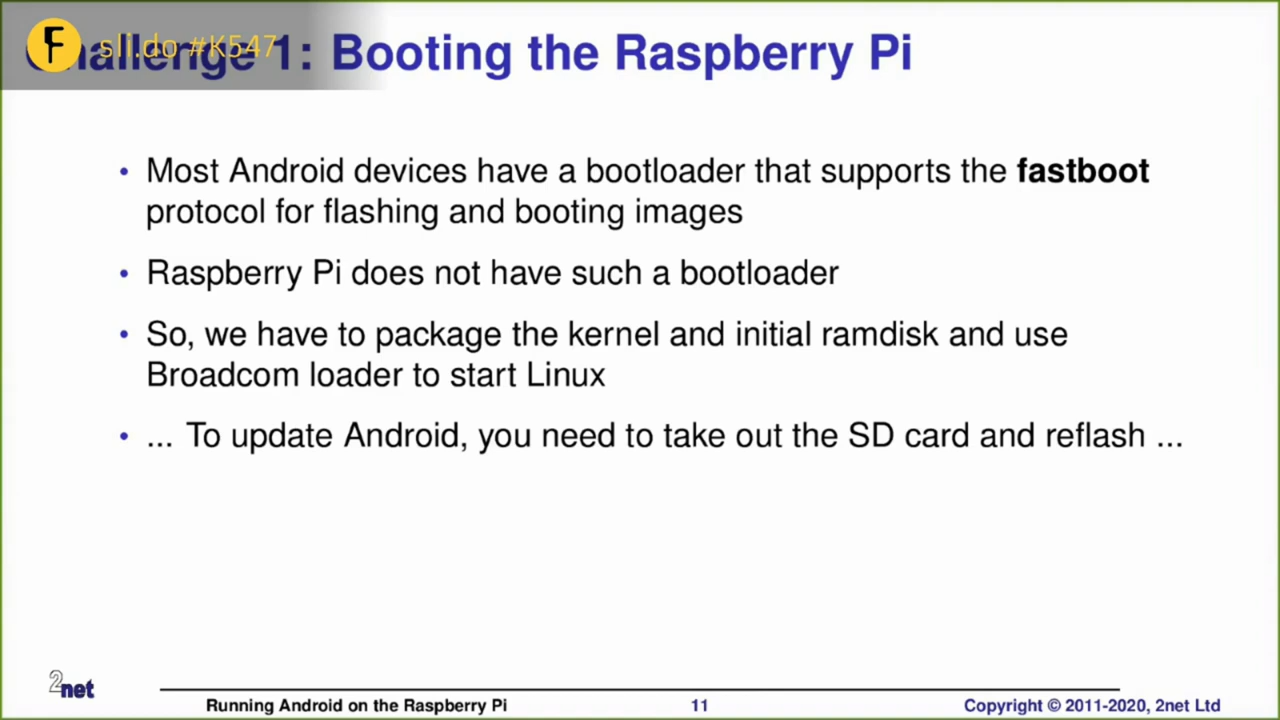 F sli.do #K547
Challenge 1: Booting the Raspberry Pi
• Most Android devices have a bootloader that supports the fastboot
protocol for flashing and booting images
• Raspberry Pi does not have such a bootloader
• So, we have to package the kernel and initial ramdisk and use
Broadcom loader to start Linux
• ... To update Android, you need to take out the SD card and reflash ...
2net
Running Android on the Raspberry Pi 11 Copyright © 2011-2020, 2net Ltd